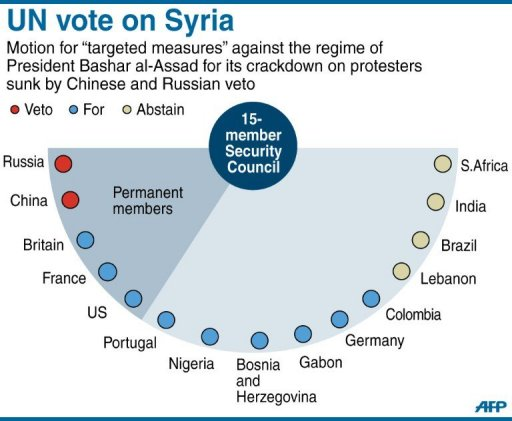 UN vote on Syria
Motion for “targeted measures” against the regime of
President Bashar al-Assad for its crackdown on protesters
sunk by Chinese and Russian veto
Veto For Abstain
15-
member
Security
Council
Russia
China
Britain
France
US
Permanent
members
Portugal
Nigeria
Bosnia
and
Herzegovina
Gabon
Germany
Colombia
Lebanon
Brazil
India
S.Africa
AFP